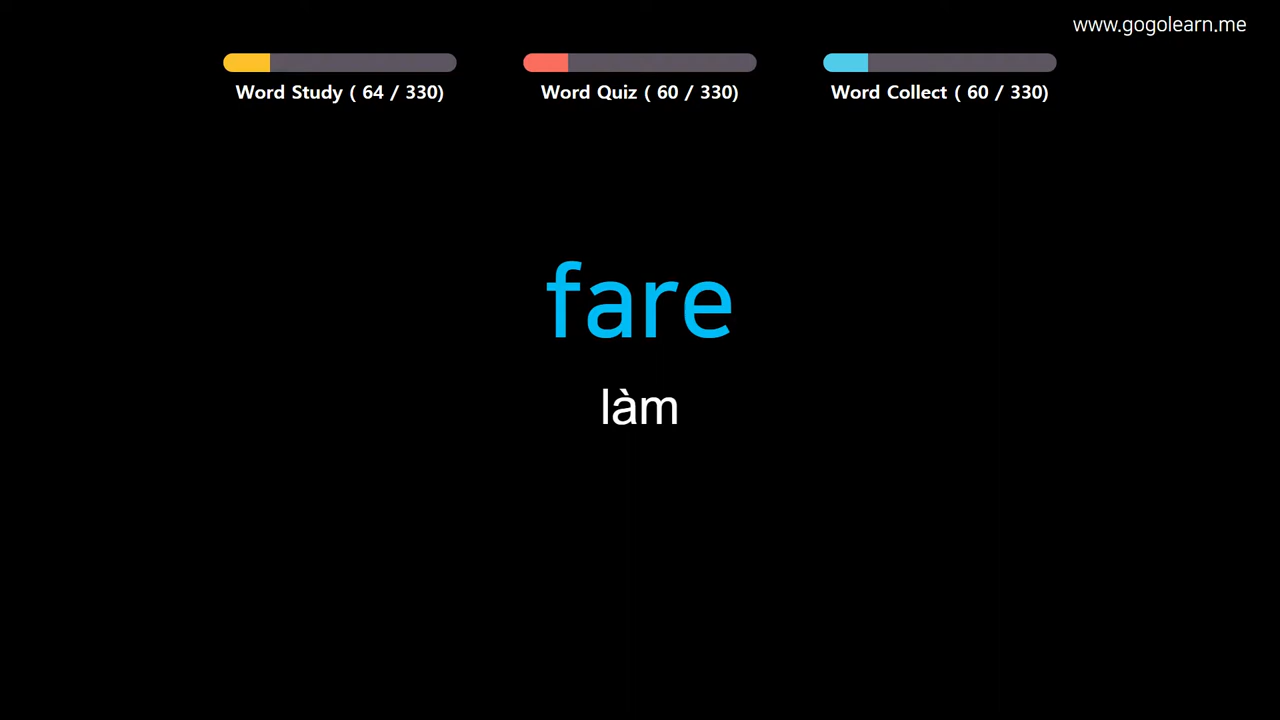 www.gogolearn.me
Word Study ( 64 / 330)
Word Quiz ( 60 / 330)
Word Collect ( 60 / 330)
fare
làm